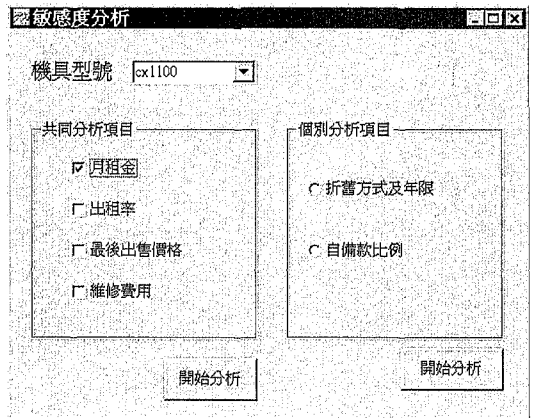 敏感度分析
機具型號 cx1100
共同分析項目
月租金
出租率
最後出售價格
維修費用
開始分析
個別分析項目
折舊方式及年限
自備款比例
開始分析